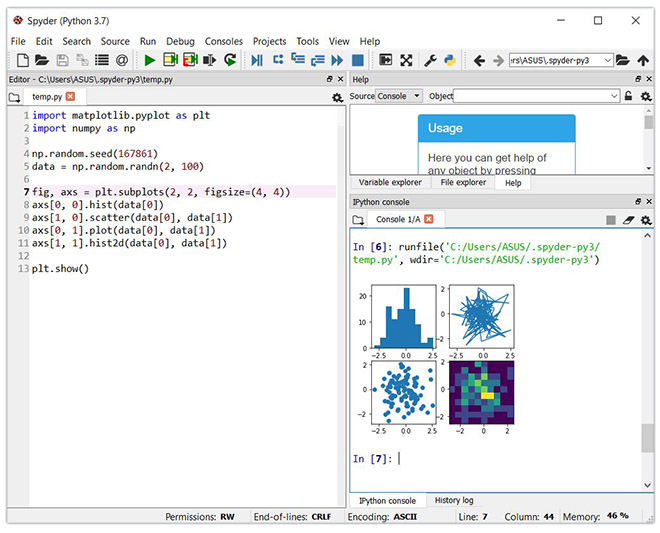 Spyder (Python 3.7)
File Edit Search Source Run Debug Consoles Projects Tools View Help
:rs\ASUS\.spyder-py3
Editor - C:\Users\ASUS\.spyder-py3\temp.py
temp.py
1 import matplotlib.pyplot as plt
2 import numpy as np
3
4 np.random.seed(167861)
5 data = np.random.randn(2, 100)
6
7 fig, axs = plt.subplots(2, 2, figsize=(4, 4))
8 axs[0, 0].hist(data[0])
9 axs[1, 0].scatter(data[0], data[1])
10 axs[0, 1].plot(data[0], data[1])
11 axs[1, 1].hist2d(data[0], data[1])
12
13 plt.show()
Help
Source Console Object
Usage
Here you can get help of
any object by pressing
Variable explorer File explorer Help
IPython console
Console 1/A
In [6]: runfile('C:/Users/ASUS/.spyder-py3/
temp.py', wdir='C:/Users/ASUS/.spyder-py3')
20
10
0
-2.5 0.0 2.5
2
0
-2
-2.5 0.0 2.5
2
0
-2
-2.5 0.0 2.5
2
0
-2
-2 0 2
In [7]:
IPython console History log
Permissions: RW End-of-lines: CRLF Encoding: ASCII Line: 7 Column: 44 Memory: 46 %